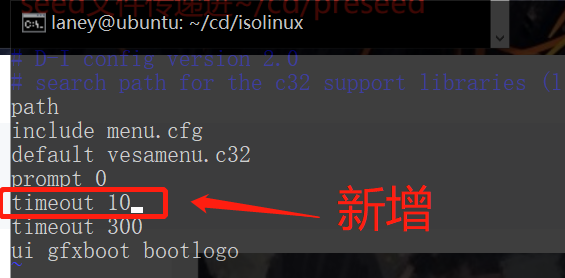 seed文件传递进~/cd/preseed
laney@ubuntu: ~/cd/isolinux
# D-I config version 2.0
# search path for the c32 support libraries (l
path
include menu.cfg
default vesamenu.c32
prompt 0
timeout 10
新增
timeout 300
ui gfxboot bootlogo
~